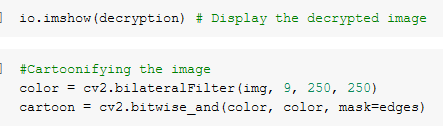 io.imshow(decryption) # Display the decrypted image
#Cartoonifying the image
color = cv2.bilateralFilter(img, 9, 250, 250)
cartoon = cv2.bitwise_and(color, color, mask=edges)